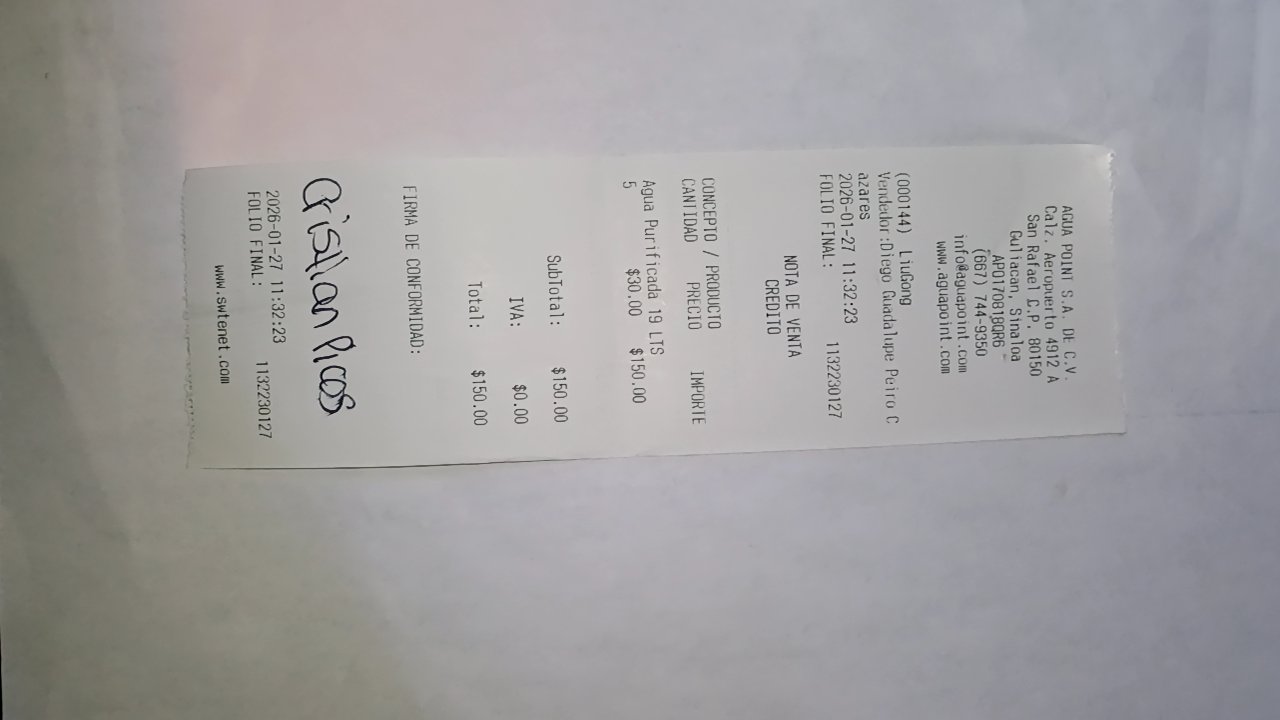 AGUA POINT S.A. DE C.V.
Calz. Aeropuerto 4912 A
San Rafael C.P. 80150
Culiacan, Sinaloa
APO170818QR6
(667) 744-9350
info@aguapoint.com
www.aguapoint.com
(000144) LiuGong
Vendedor:Diego Guadalupe Peiro C
azares
2026-01-27 11:32:23
FOLIO FINAL: 1132230127
NOTA DE VENTA
CREDITO
CONCEPTO / PRODUCTO
CANTIDAD PRECIO IMPORTE
Agua Purificada 19 LTS
5 $30.00 $150.00
SubTotal: $150.00
IVA: $0.00
Total: $150.00
FIRMA DE CONFORMIDAD:
Cristian Picos
2026-01-27 11:32:23
FOLIO FINAL: 1132230127
www.swtenet.com